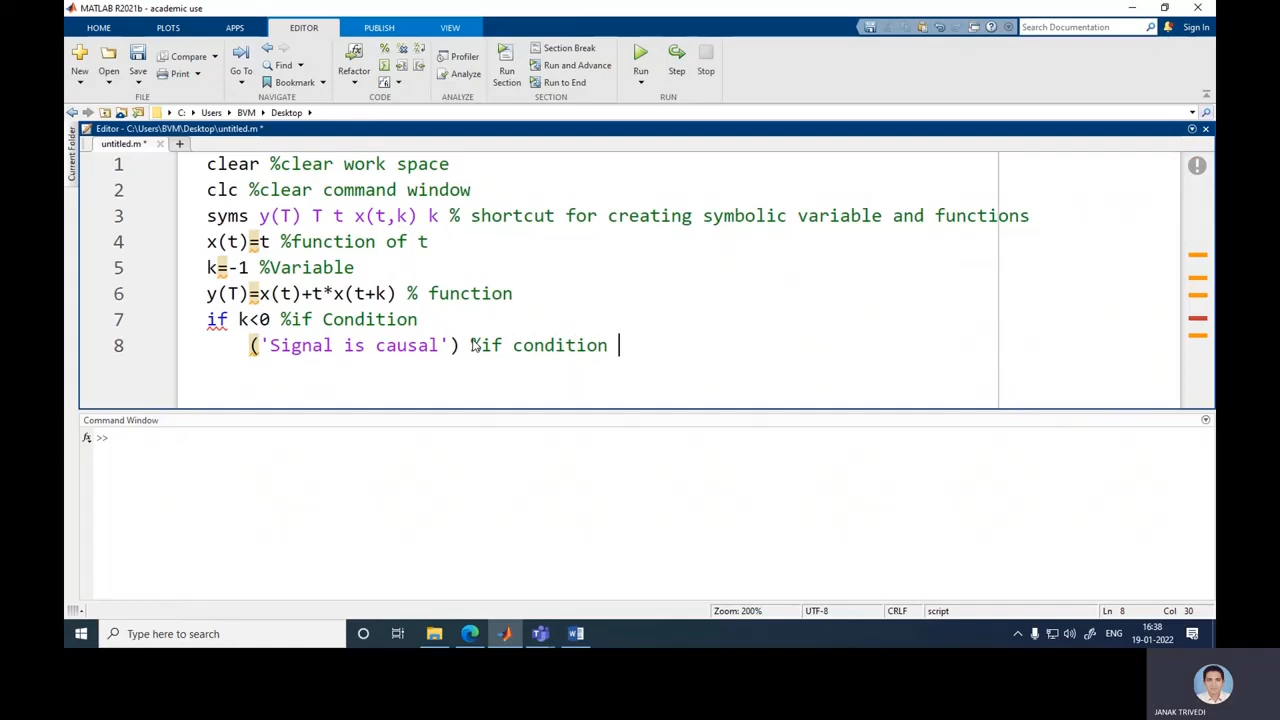 MATLAB R2021b - academic use
HOME PLOTS APPS EDITOR PUBLISH VIEW Search Documentation Sign In
New Open Save Compare Print Go To Find Bookmark Refactor Profiler Analyze Run Section Section Break Run and Advance Run to End Run Step Stop
FILE NAVIGATE CODE ANALYZE SECTION RUN
C: Users BVM Desktop
Current Folder
Editor - C:\Users\BVM\Desktop\untitled.m *
untitled.m *
1 clear %clear work space
2 clc %clear command window
3 syms y(T) T t x(t,k) k % shortcut for creating symbolic variable and functions
4 x(t)=t %function of t
5 k=-1 %Variable
6 y(T)=x(t)+t*x(t+k) % function
7 if k<0 %if Condition
8 ('Signal is causal') %if condition
Command Window
fx >>
Zoom: 200% UTF-8 CRLF script Ln 8 Col 30
Type here to search
ENG 16:38
19-01-2022
JANAK TRIVEDI